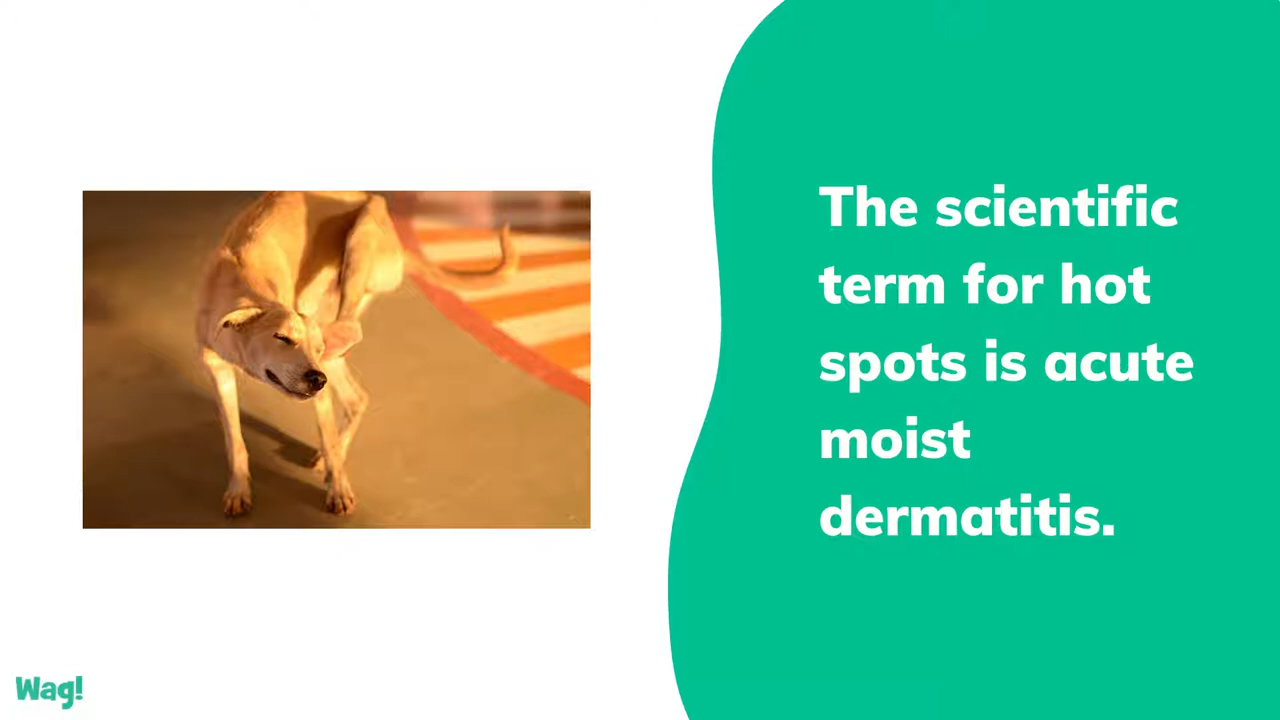 The scientific
term for hot
spots is acute
moist
dermatitis.
Wag!